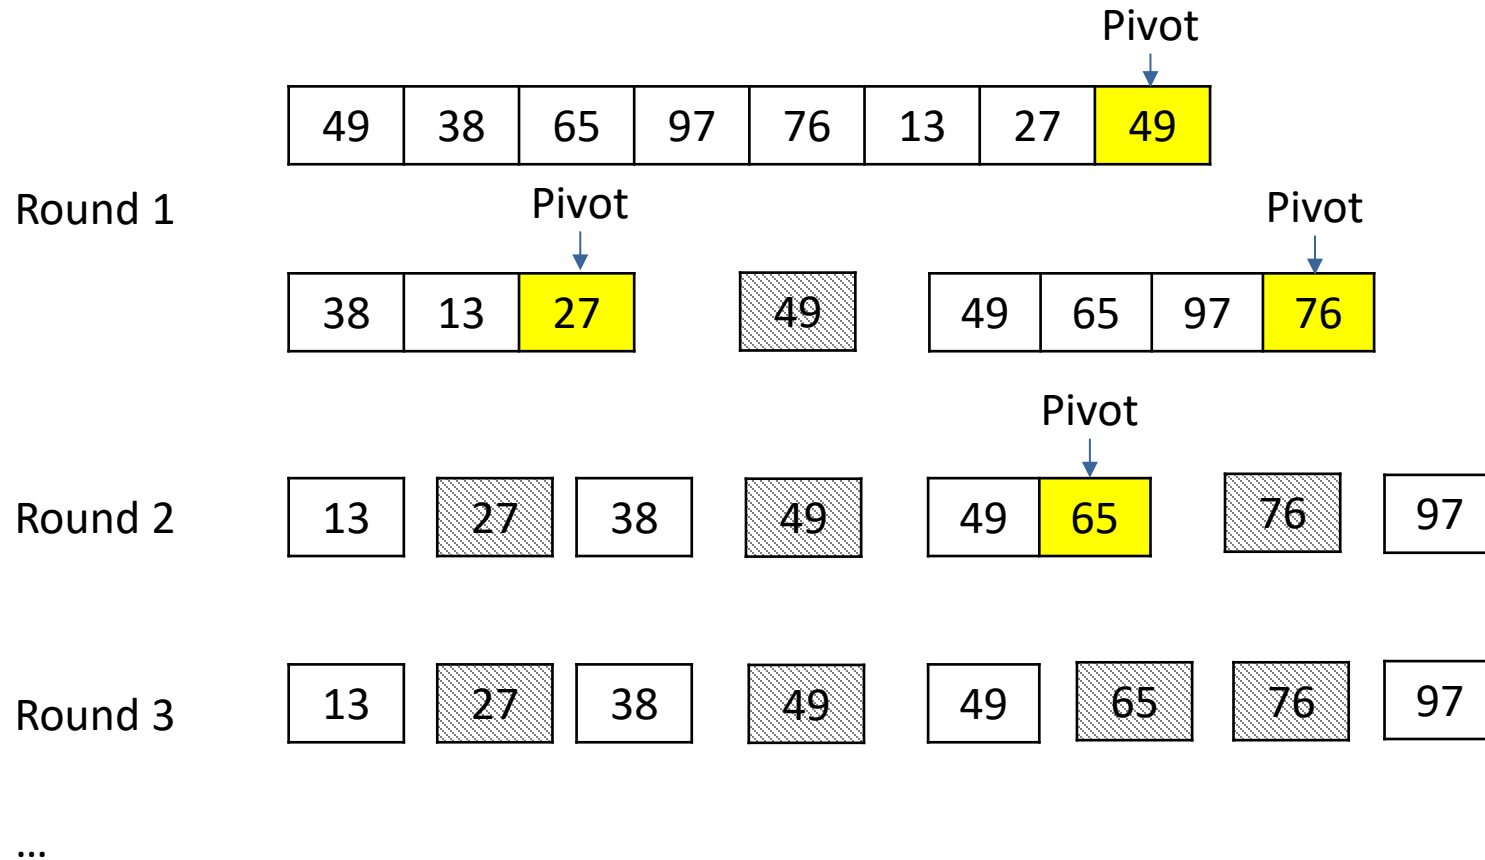 Pivot
49 38 65 97 76 13 27 49
Round 1
Pivot Pivot
38 13 27 49 49 65 97 76
Pivot
Round 2 13 27 38 49 49 65 76 97
Round 3 13 27 38 49 49 65 76 97
...